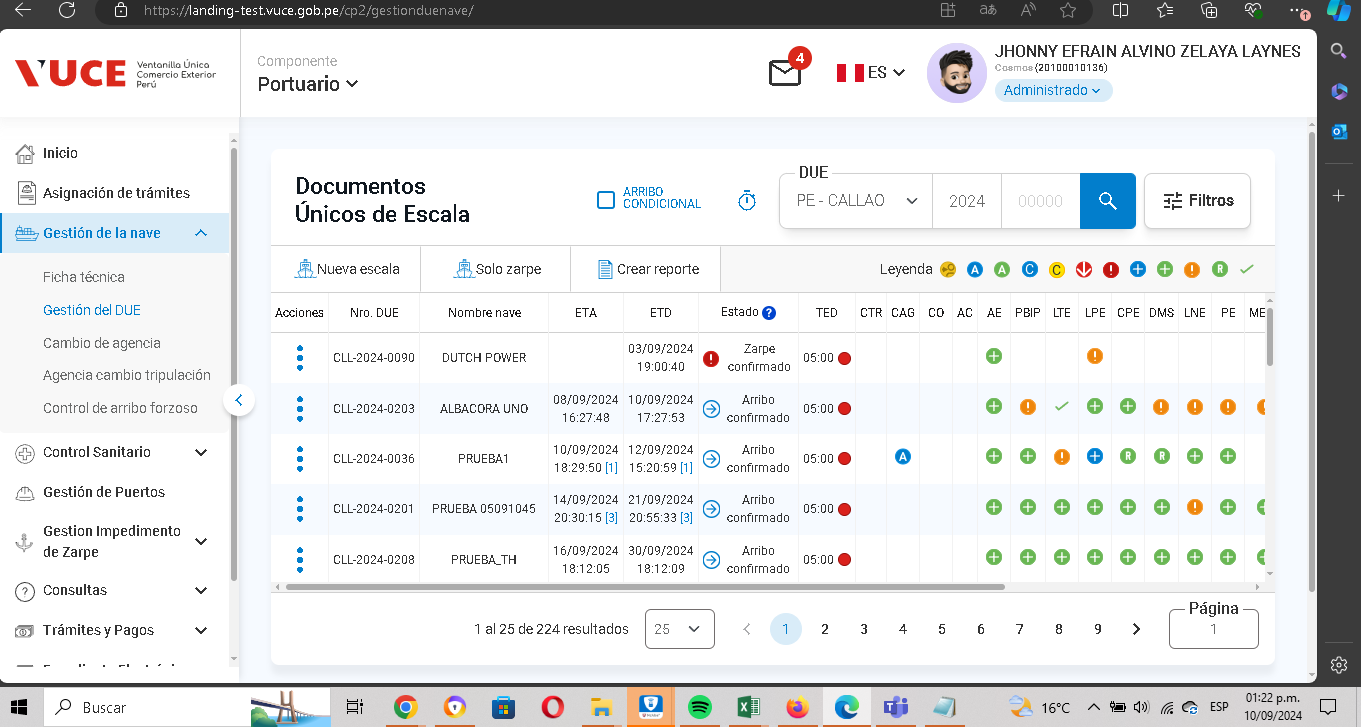 https://landing-test.vuce.gob.pe/cp2/gestionduenave/
VUCE
Ventanilla Única
Comercio Exterior
Perú
Componente
Portuario
4
ES
JHONNY EFRAIN ALVINO ZELAYA LAYNES
Cosmos (20100010136)
Administrado
Inicio
Asignación de trámites
Gestión de la nave
Ficha técnica
Gestión del DUE
Cambio de agencia
Agencia cambio tripulación
Control de arribo forzoso
Control Sanitario
Gestión de Puertos
Gestion Impedimento
de Zarpe
Consultas
Trámites y Pagos
Documentos
Únicos de Escala
ARRIBO
CONDICIONAL
DUE
PE - CALLAO 2024 00000
Filtros
Nueva escala Solo zarpe Crear reporte
Leyenda A A C C R
Acciones Nro. DUE Nombre nave ETA ETD Estado ? TED CTR CAG CO AC AE PBIP LTE LPE CPE DMS LNE PE ME
CLL-2024-0090 DUTCH POWER 03/09/2024 19:00:40 Zarpe confirmado 05:00
CLL-2024-0203 ALBACORA UNO 08/09/2024 16:27:48 10/09/2024 17:27:53 Arribo confirmado 05:00
CLL-2024-0036 PRUEBA1 10/09/2024 18:29:50 [1] 12/09/2024 15:20:59 [1] Arribo confirmado 05:00 A R R
CLL-2024-0201 PRUEBA 05091045 14/09/2024 20:30:15 [3] 21/09/2024 20:55:33 [3] Arribo confirmado 05:00
CLL-2024-0208 PRUEBA_TH 16/09/2024 18:12:05 30/09/2024 18:12:09 Arribo confirmado 05:00
1 al 25 de 224 resultados 25 1 2 3 4 5 6 7 8 9
Página
1
Buscar
16°C
ESP
01:22 p.m.
10/09/2024